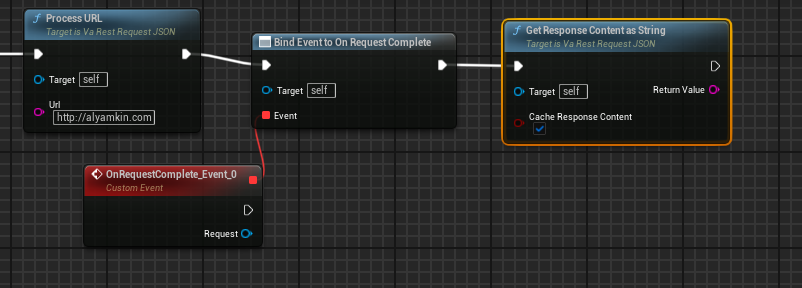 Process URL
Target is Va Rest Request JSON
Target self
Url
http://alyamkin.com
Bind Event to On Request Complete
Target self
Event
Get Response Content as String
Target is Va Rest Request JSON
Target self
Return Value
Cache Response Content
OnRequestComplete_Event_0
Custom Event
Request